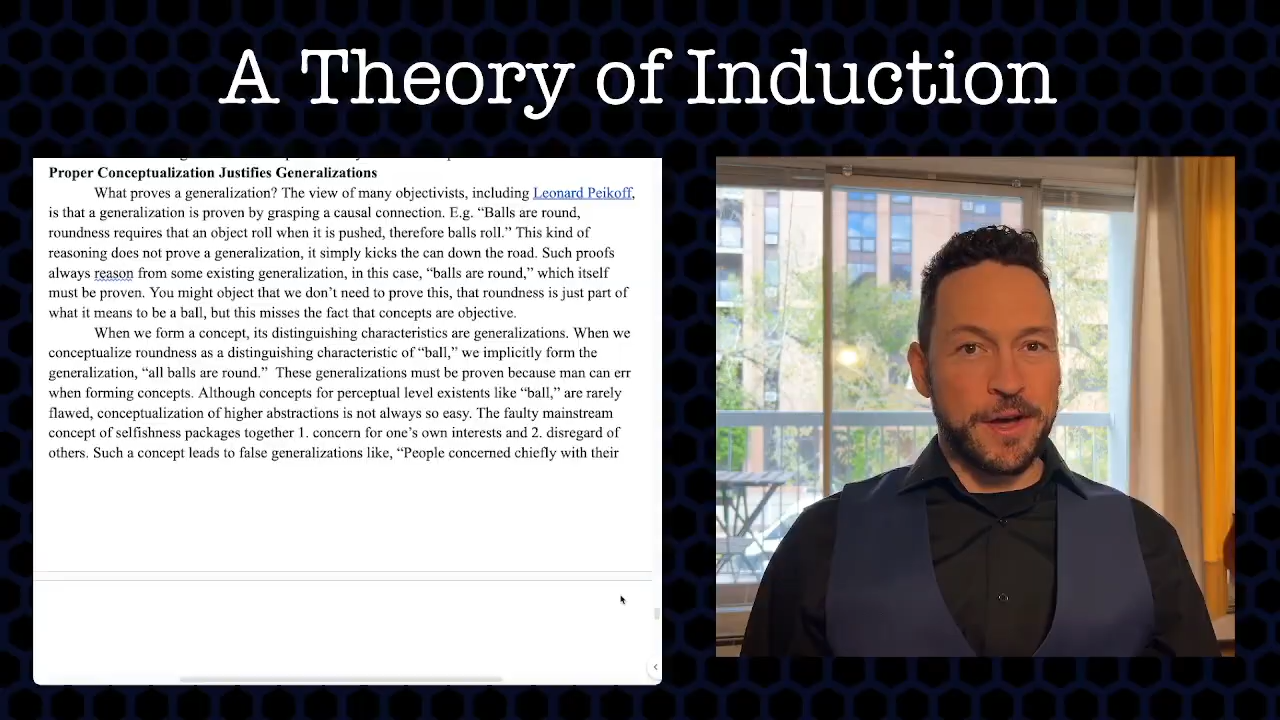 A Theory of Induction
Proper Conceptualization Justifies Generalizations
What proves a generalization? The view of many objectivists, including Leonard Peikoff,
is that a generalization is proven by grasping a causal connection. E.g. “Balls are round,
roundness requires that an object roll when it is pushed, therefore balls roll.” This kind of
reasoning does not prove a generalization, it simply kicks the can down the road. Such proofs
always reason from some existing generalization, in this case, “balls are round,” which itself
must be proven. You might object that we don’t need to prove this, that roundness is just part of
what it means to be a ball, but this misses the fact that concepts are objective.
When we form a concept, its distinguishing characteristics are generalizations. When we
conceptualize roundness as a distinguishing characteristic of “ball,” we implicitly form the
generalization, “all balls are round.”  These generalizations must be proven because man can err
when forming concepts. Although concepts for perceptual level existents like “ball,” are rarely
flawed, conceptualization of higher abstractions is not always so easy. The faulty mainstream
concept of selfishness packages together 1. concern for one’s own interests and 2. disregard of
others. Such a concept leads to false generalizations like, “People concerned chiefly with their